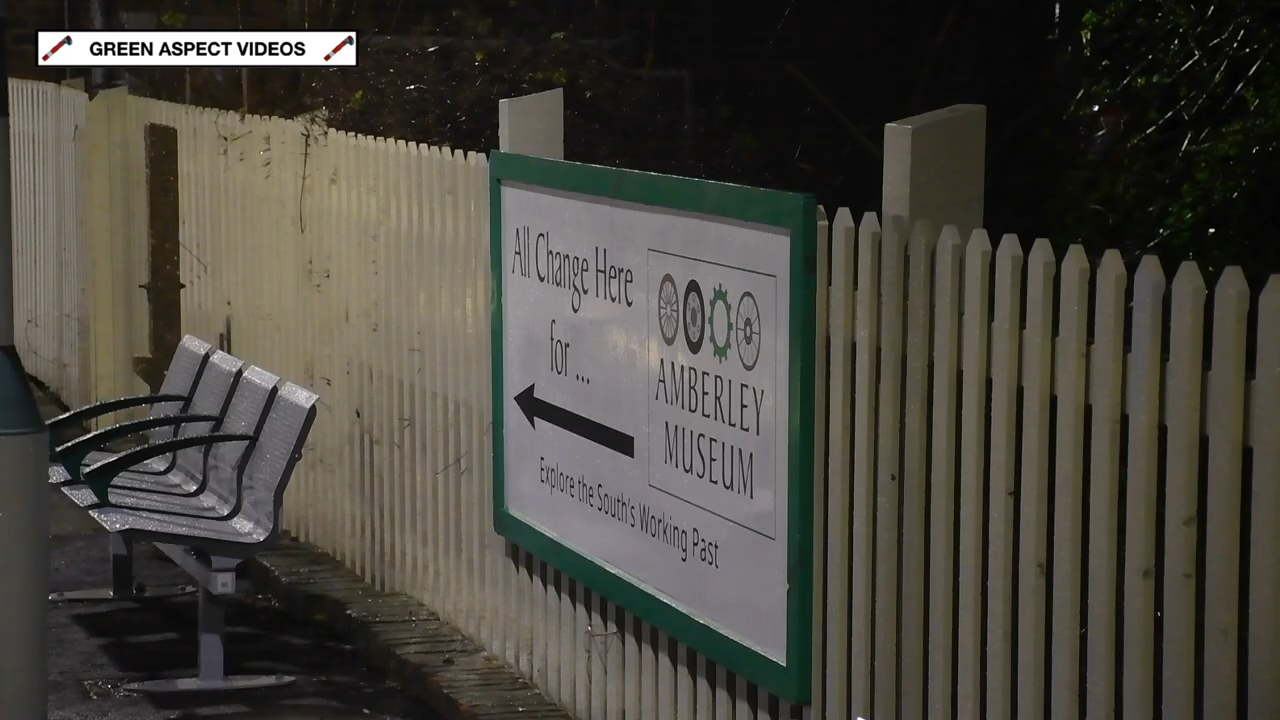 GREEN ASPECT VIDEOS
All Change Here
for ...
AMBERLEY
MUSEUM
Explore the South's Working Past